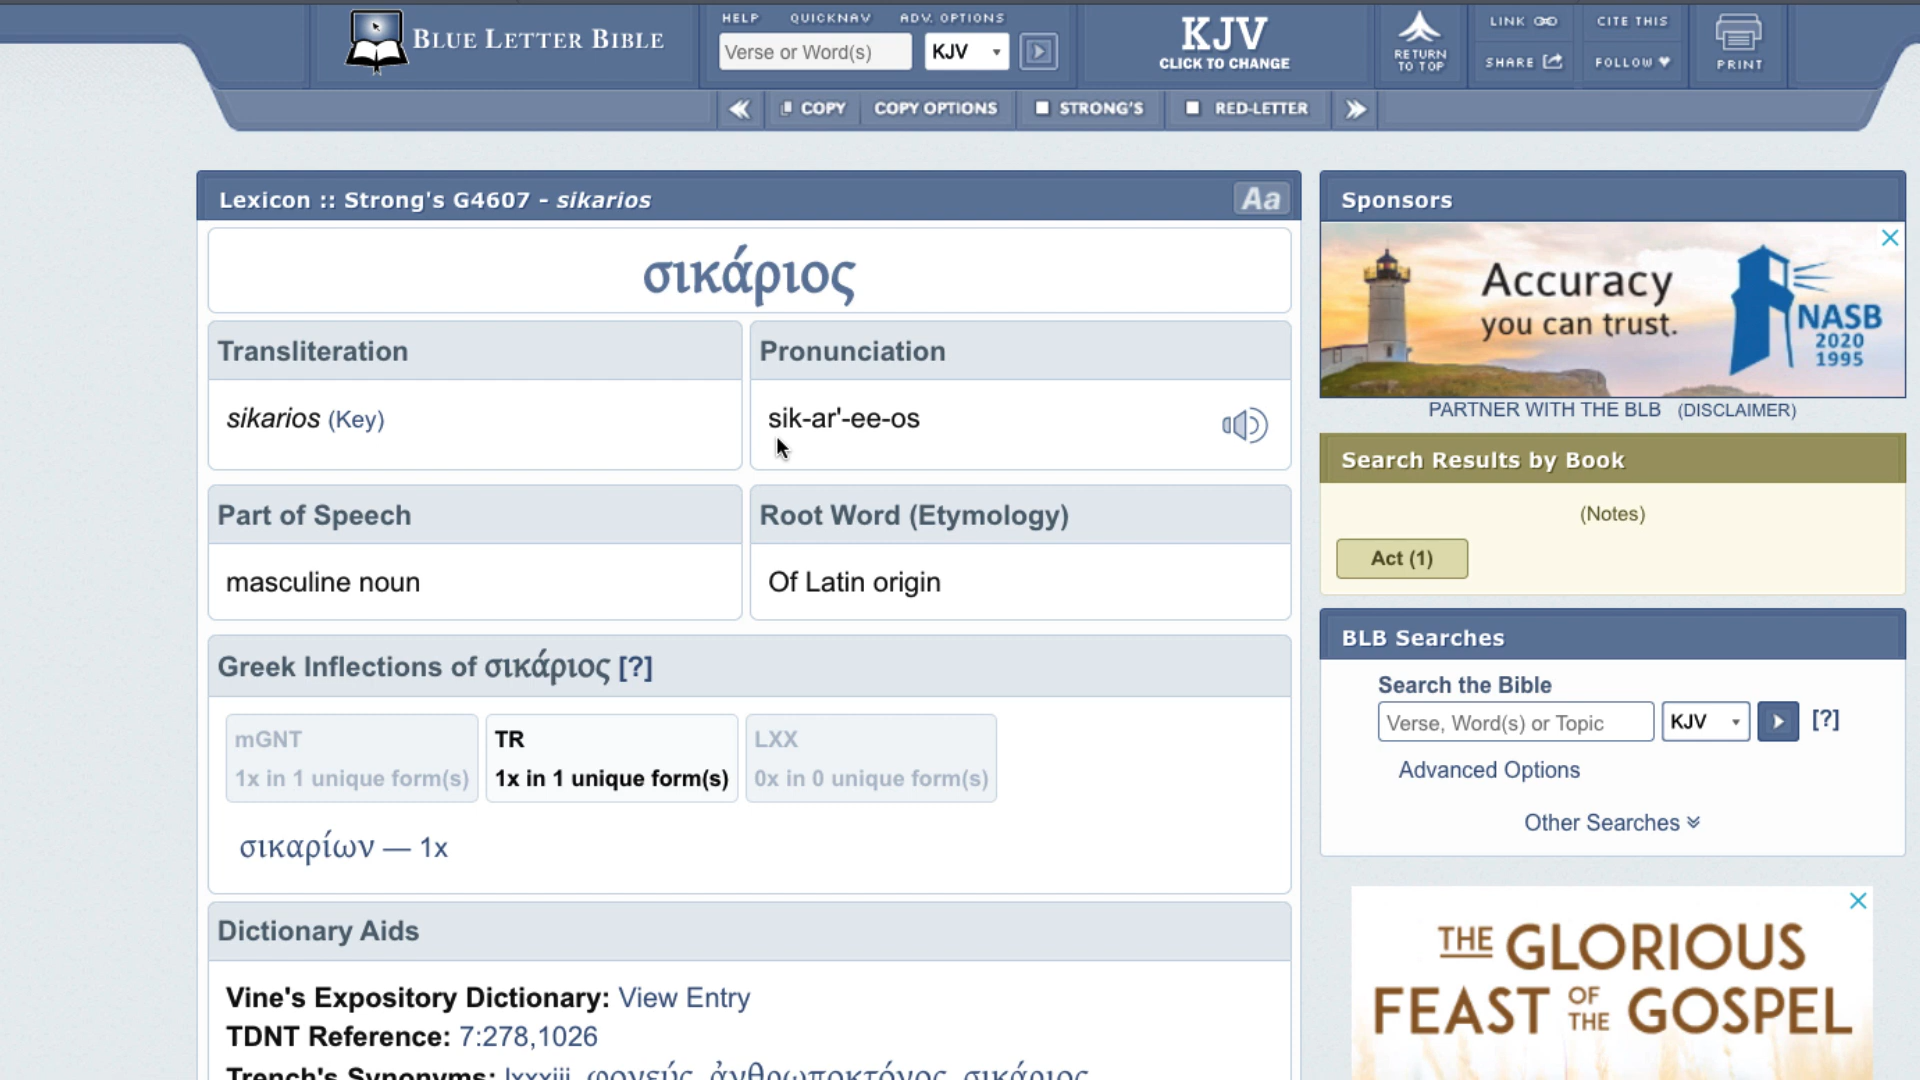 BLUE LETTER BIBLE
HELP QUICKNAV ADV. OPTIONS
Verse or Word(s) KJV
KJV
CLICK TO CHANGE
RETURN
TO TOP
LINK CITE THIS
SHARE FOLLOW
PRINT
COPY COPY OPTIONS STRONG'S RED-LETTER
Lexicon :: Strong's G4607 - sikarios Aa
σικάριος
Transliteration
sikarios (Key)
Pronunciation
sik-ar'-ee-os
Part of Speech
masculine noun
Root Word (Etymology)
Of Latin origin
Greek Inflections of σικάριος [?]
mGNT
1x in 1 unique form(s)
TR
1x in 1 unique form(s)
LXX
0x in 0 unique form(s)
σικαρίων — 1x
Dictionary Aids
Vine's Expository Dictionary: View Entry
TDNT Reference: 7:278,1026
Trench's Synonyms: lxxxiii. φονεύς, ἀνθρωποκτόνος, σικάριος
Sponsors
Accuracy
you can trust.
NASB
2020
1995
PARTNER WITH THE BLB (DISCLAIMER)
Search Results by Book
(Notes)
Act (1)
BLB Searches
Search the Bible
Verse, Word(s) or Topic KJV [?]
Advanced Options
Other Searches
THE GLORIOUS
FEAST OF THE GOSPEL